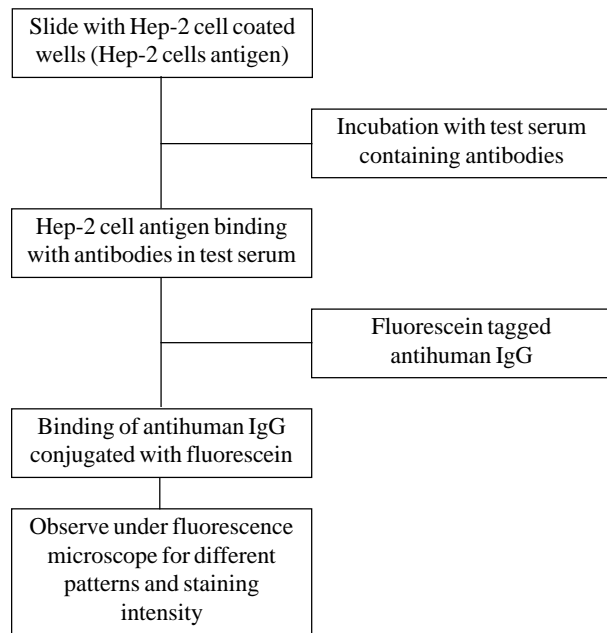 Slide with Hep-2 cell coated
wells (Hep-2 cells antigen)
Incubation with test serum
containing antibodies
Hep-2 cell antigen binding
with antibodies in test serum
Fluorescein tagged
antihuman IgG
Binding of antihuman IgG
conjugated with fluorescein
Observe under fluorescence
microscope for different
patterns and staining
intensity